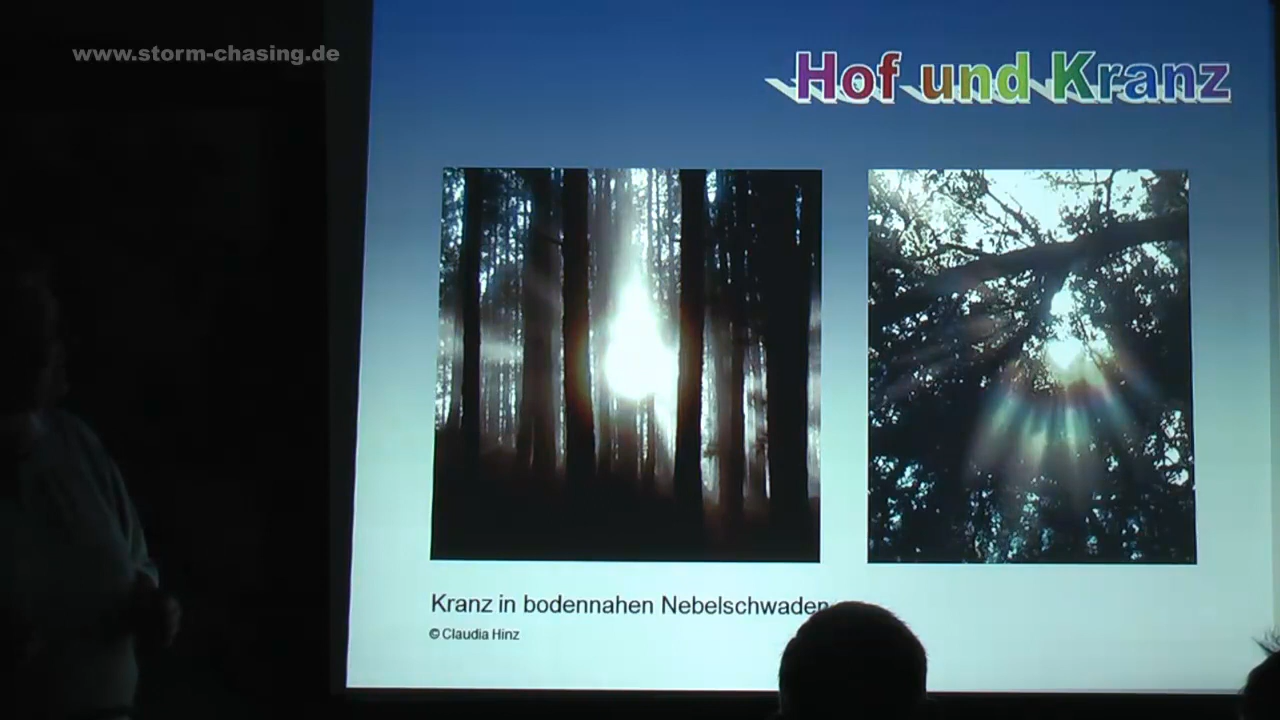 www.storm-chasing.de
Hof und Kranz
Kranz in bodennahen Nebelschwaden
© Claudia Hinz